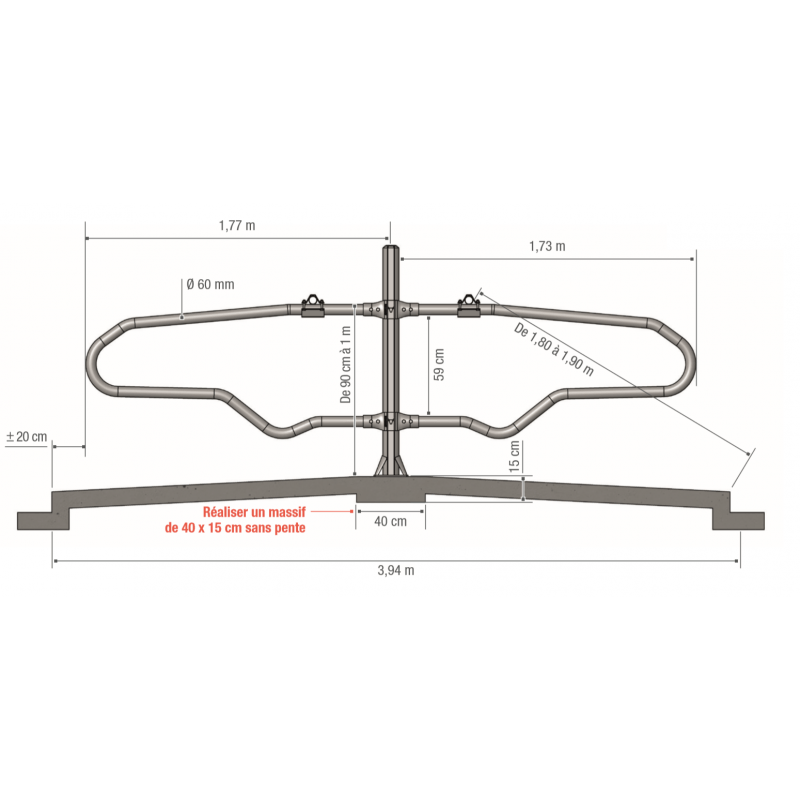 1,77 m
1,73 m
Ø 60 mm
De 1,80 à 1,90 m
De 90 cm à 1 m
59 cm
± 20 cm
15 cm
Réaliser un massif
de 40 x 15 cm sans pente
40 cm
3,94 m